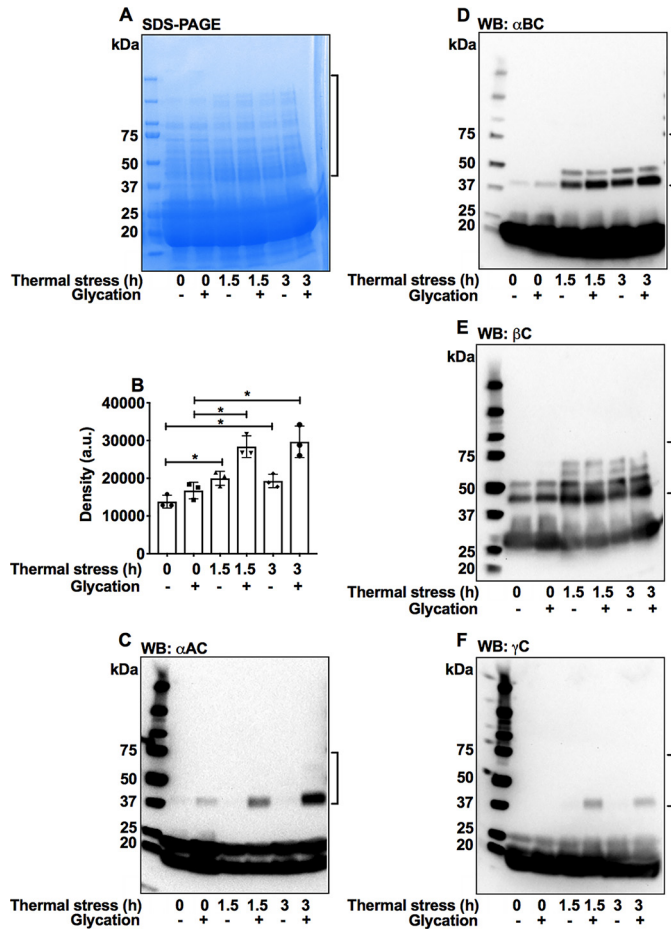 A
SDS-PAGE
kDa
75
50
37
25
20
Thermal stress (h) 0 0 1.5 1.5 3 3
Glycation - + - + - +
B
Density (a.u.)
40000
30000
20000
10000
0
* * * *
Thermal stress (h) 0 0 1.5 1.5 3 3
Glycation - + - + - +
C
WB: αAC
kDa
75
50
37
25
20
Thermal stress (h) 0 0 1.5 1.5 3 3
Glycation - + - + - +
D
WB: αBC
kDa
75
50
37
25
20
Thermal stress (h) 0 0 1.5 1.5 3 3
Glycation - + - + - +
E
WB: βC
kDa
75
50
37
25
20
Thermal stress (h) 0 0 1.5 1.5 3 3
Glycation - + - + - +
F
WB: γC
kDa
75
50
37
25
20
Thermal stress (h) 0 0 1.5 1.5 3 3
Glycation - + - + - +